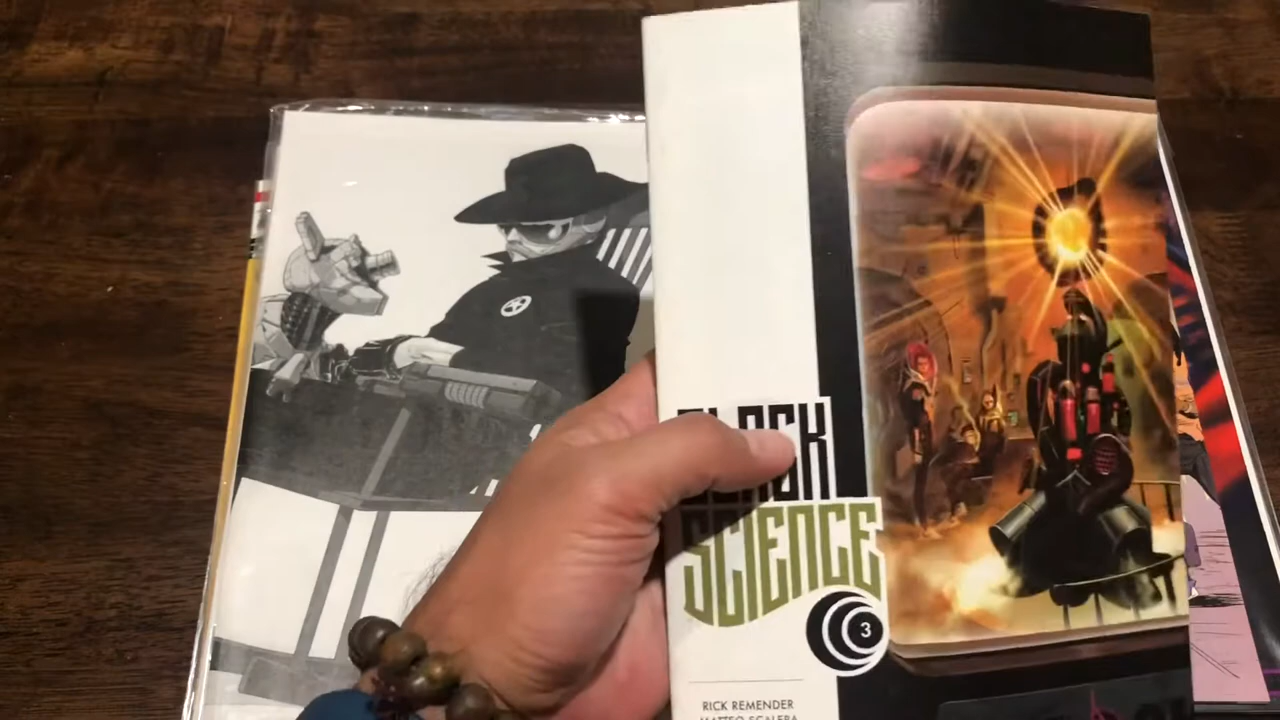 BLACK
SCIENCE
3
RICK REMENDER
MATTEO SCALERA